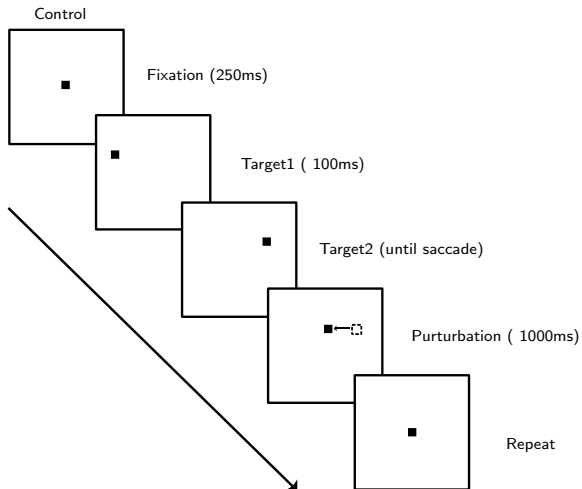 Control
Fixation (250ms)
Target1 ( 100ms)
Target2 (until saccade)
Purturbation ( 1000ms)
Repeat